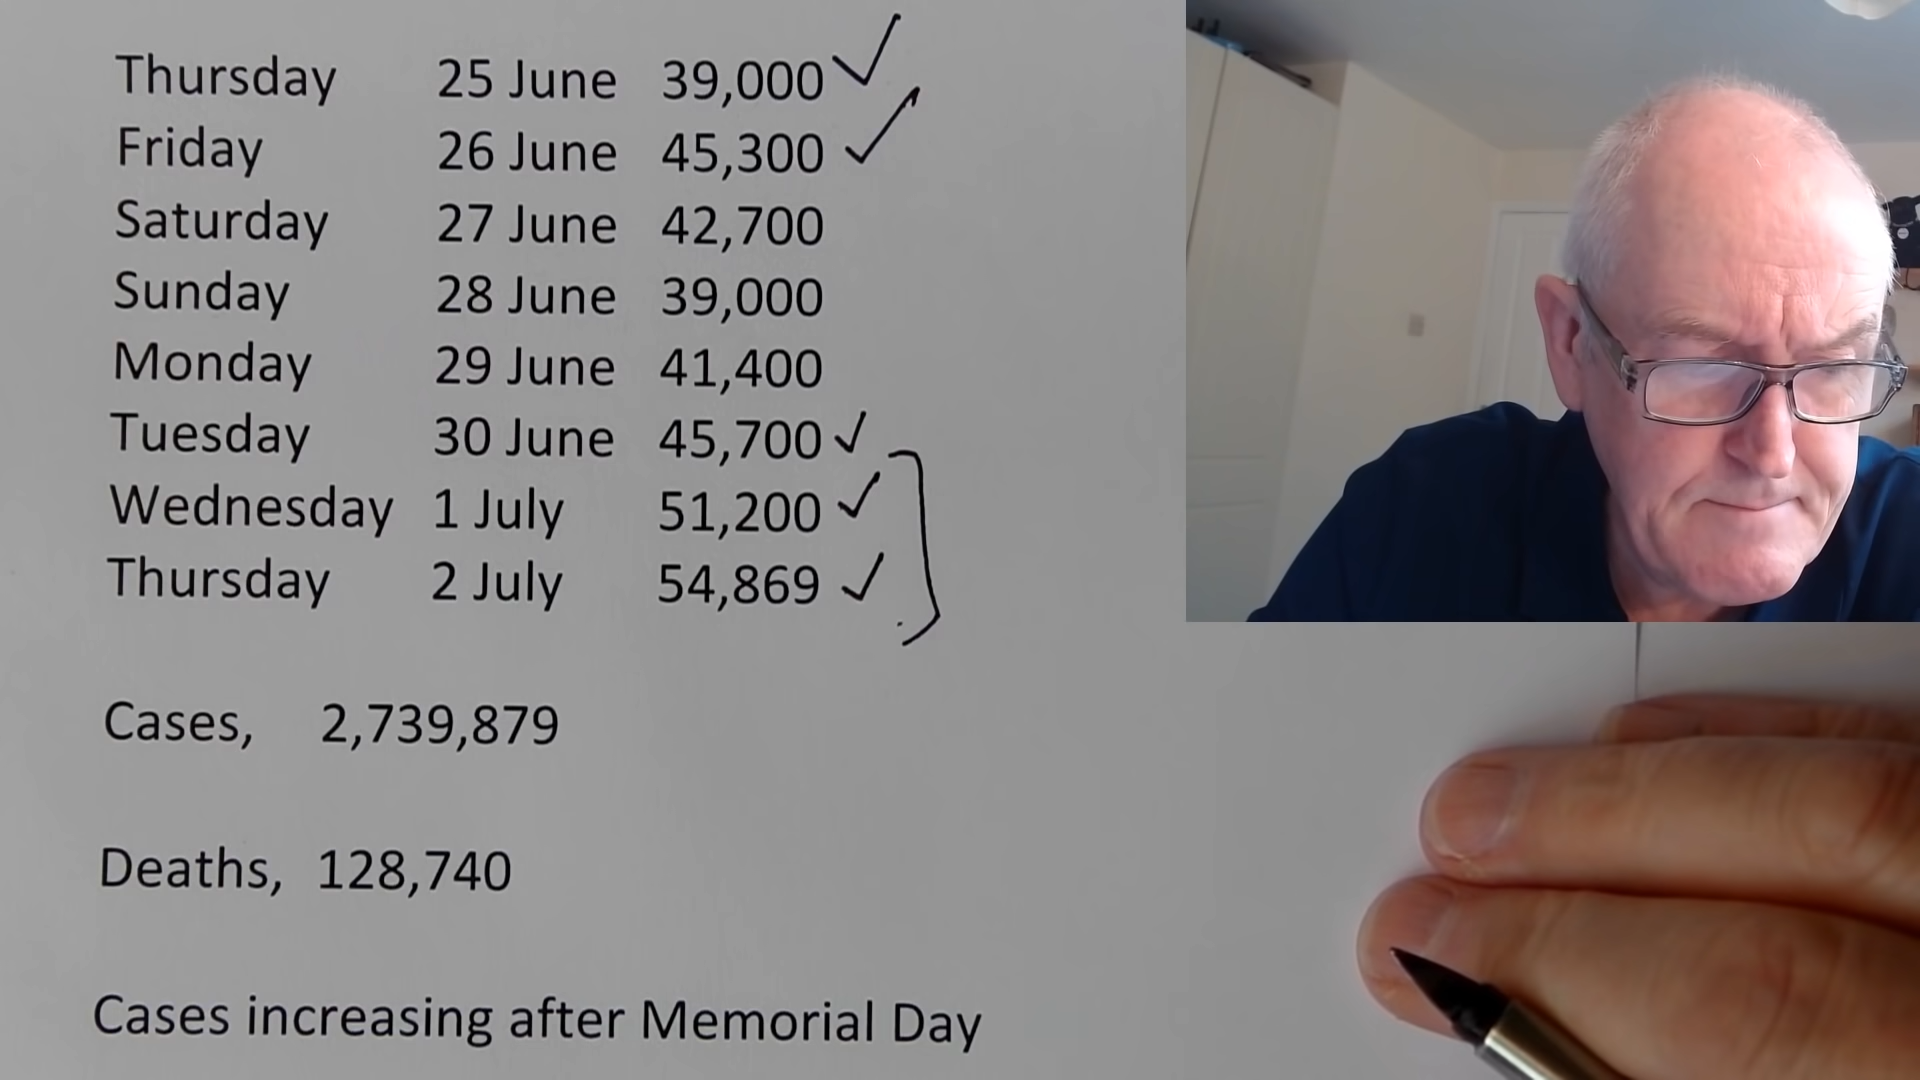 Thursday 25 June 39,000
Friday 26 June 45,300
Saturday 27 June 42,700
Sunday 28 June 39,000
Monday 29 June 41,400
Tuesday 30 June 45,700
Wednesday 1 July 51,200
Thursday 2 July 54,869
Cases, 2,739,879
Deaths, 128,740
Cases increasing after Memorial Day